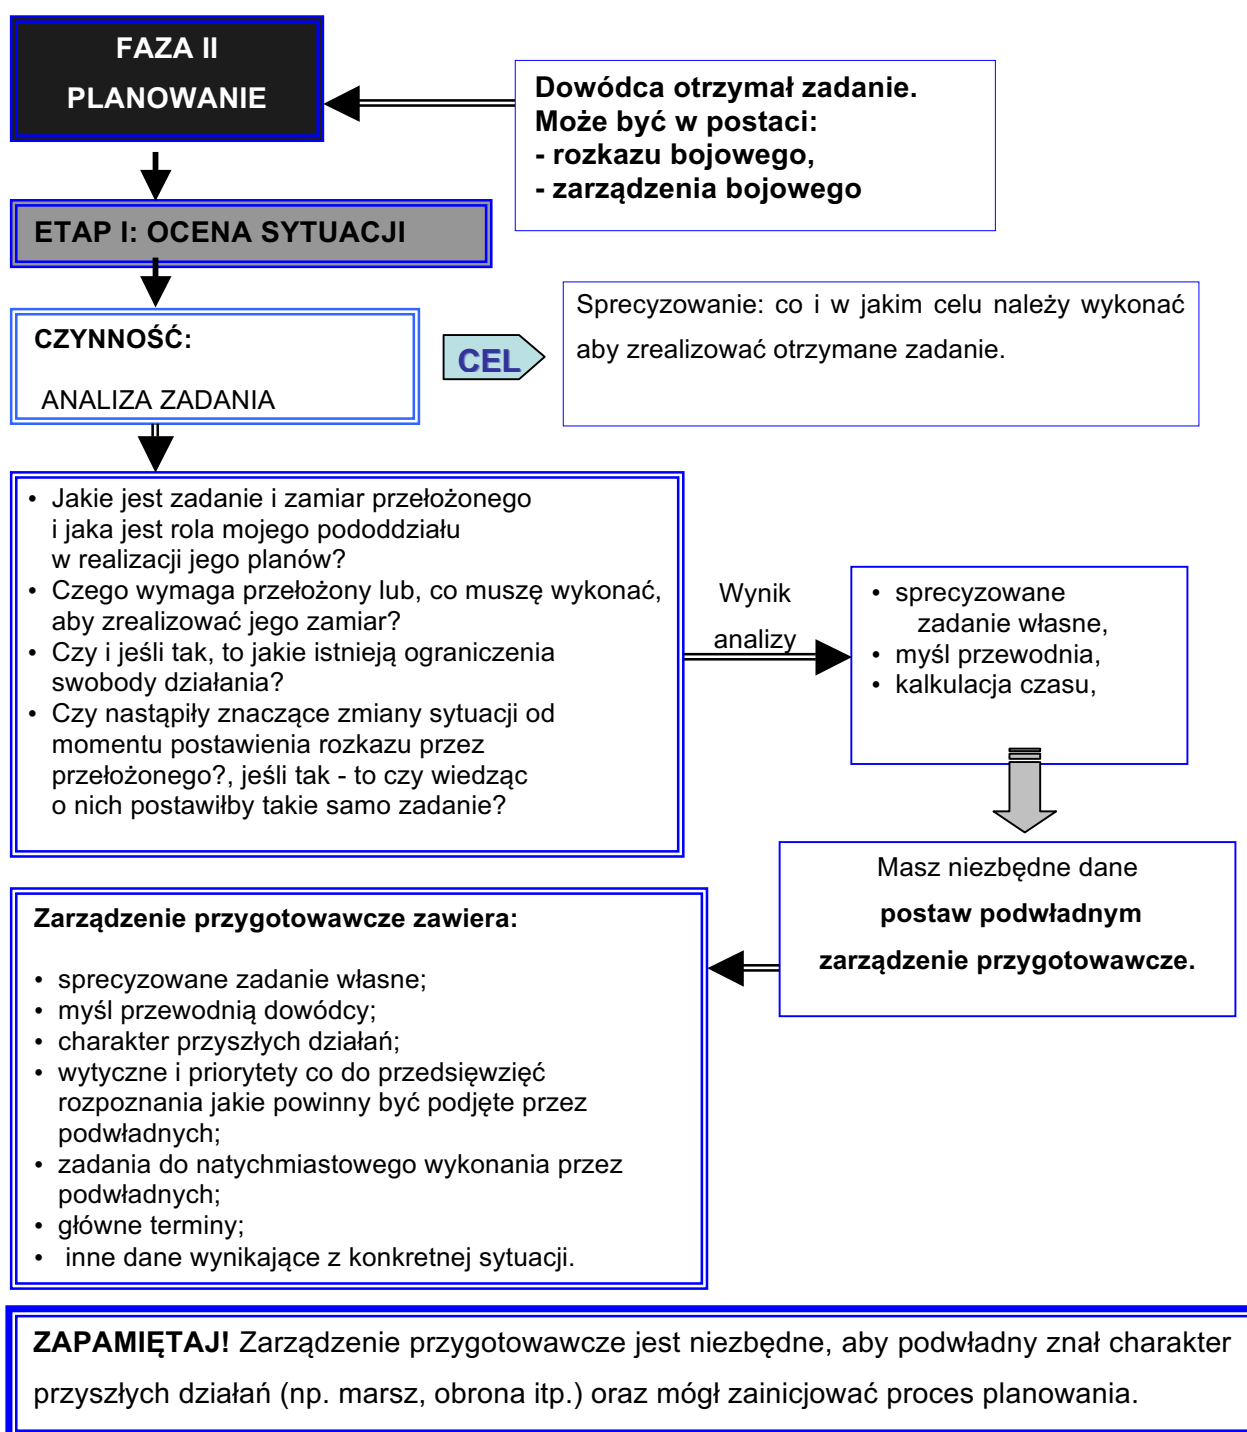 FAZA II
PLANOWANIE
Dowódca otrzymał zadanie.
Może być w postaci:
- rozkazu bojowego,
- zarządzenia bojowego
ETAP I: OCENA SYTUACJI
CZYNNOŚĆ:
ANALIZA ZADANIA
CEL
Sprecyzowanie: co i w jakim celu należy wykonać
aby zrealizować otrzymane zadanie.
• Jakie jest zadanie i zamiar przełożonego
i jaka jest rola mojego pododdziału
w realizacji jego planów?
• Czego wymaga przełożony lub, co muszę wykonać,
aby zrealizować jego zamiar?
• Czy i jeśli tak, to jakie istnieją ograniczenia
swobody działania?
• Czy nastąpiły znaczące zmiany sytuacji od
momentu postawienia rozkazu przez
przełożonego?, jeśli tak - to czy wiedząc
o nich postawiłby takie samo zadanie?
Wynik
analizy
• sprecyzowane
zadanie własne,
• myśl przewodnia,
• kalkulacja czasu,
Masz niezbędne dane
postaw podwładnym
zarządzenie przygotowawcze.
Zarządzenie przygotowawcze zawiera:
• sprecyzowane zadanie własne;
• myśl przewodnią dowódcy;
• charakter przyszłych działań;
• wytyczne i priorytety co do przedsięwzięć
rozpoznania jakie powinny być podjęte przez
podwładnych;
• zadania do natychmiastowego wykonania przez
podwładnych;
• główne terminy;
• inne dane wynikające z konkretnej sytuacji.
ZAPAMIĘTAJ! Zarządzenie przygotowawcze jest niezbędne, aby podwładny znał charakter
przyszłych działań (np. marsz, obrona itp.) oraz mógł zainicjować proces planowania.